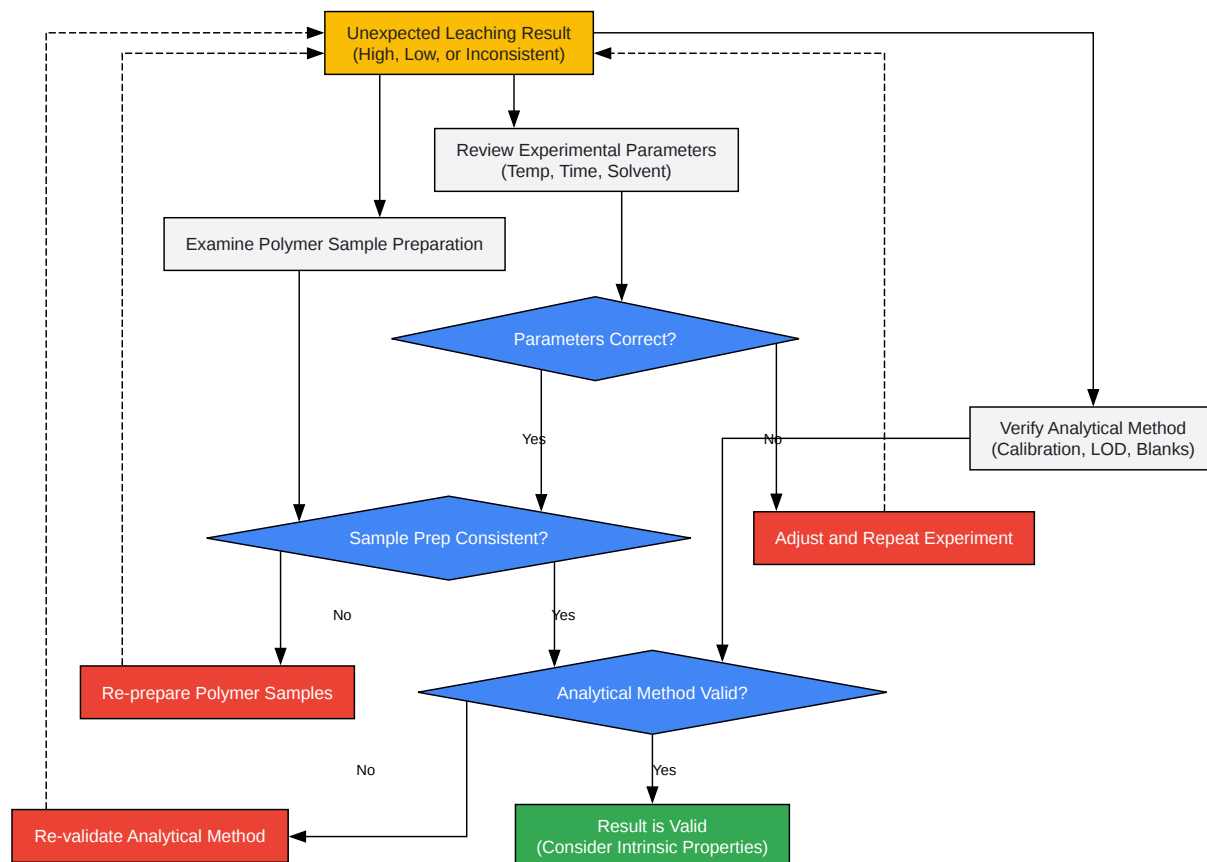 Unexpected Leaching Result
(High, Low, or Inconsistent)
Review Experimental Parameters
(Temp, Time, Solvent)
Examine Polymer Sample Preparation
Parameters Correct?
Verify Analytical Method
(Calibration, LOD, Blanks)
Yes
No
Sample Prep Consistent?
Adjust and Repeat Experiment
No
Yes
Re-prepare Polymer Samples
Analytical Method Valid?
No
Yes
Re-validate Analytical Method
Result is Valid
(Consider Intrinsic Properties)